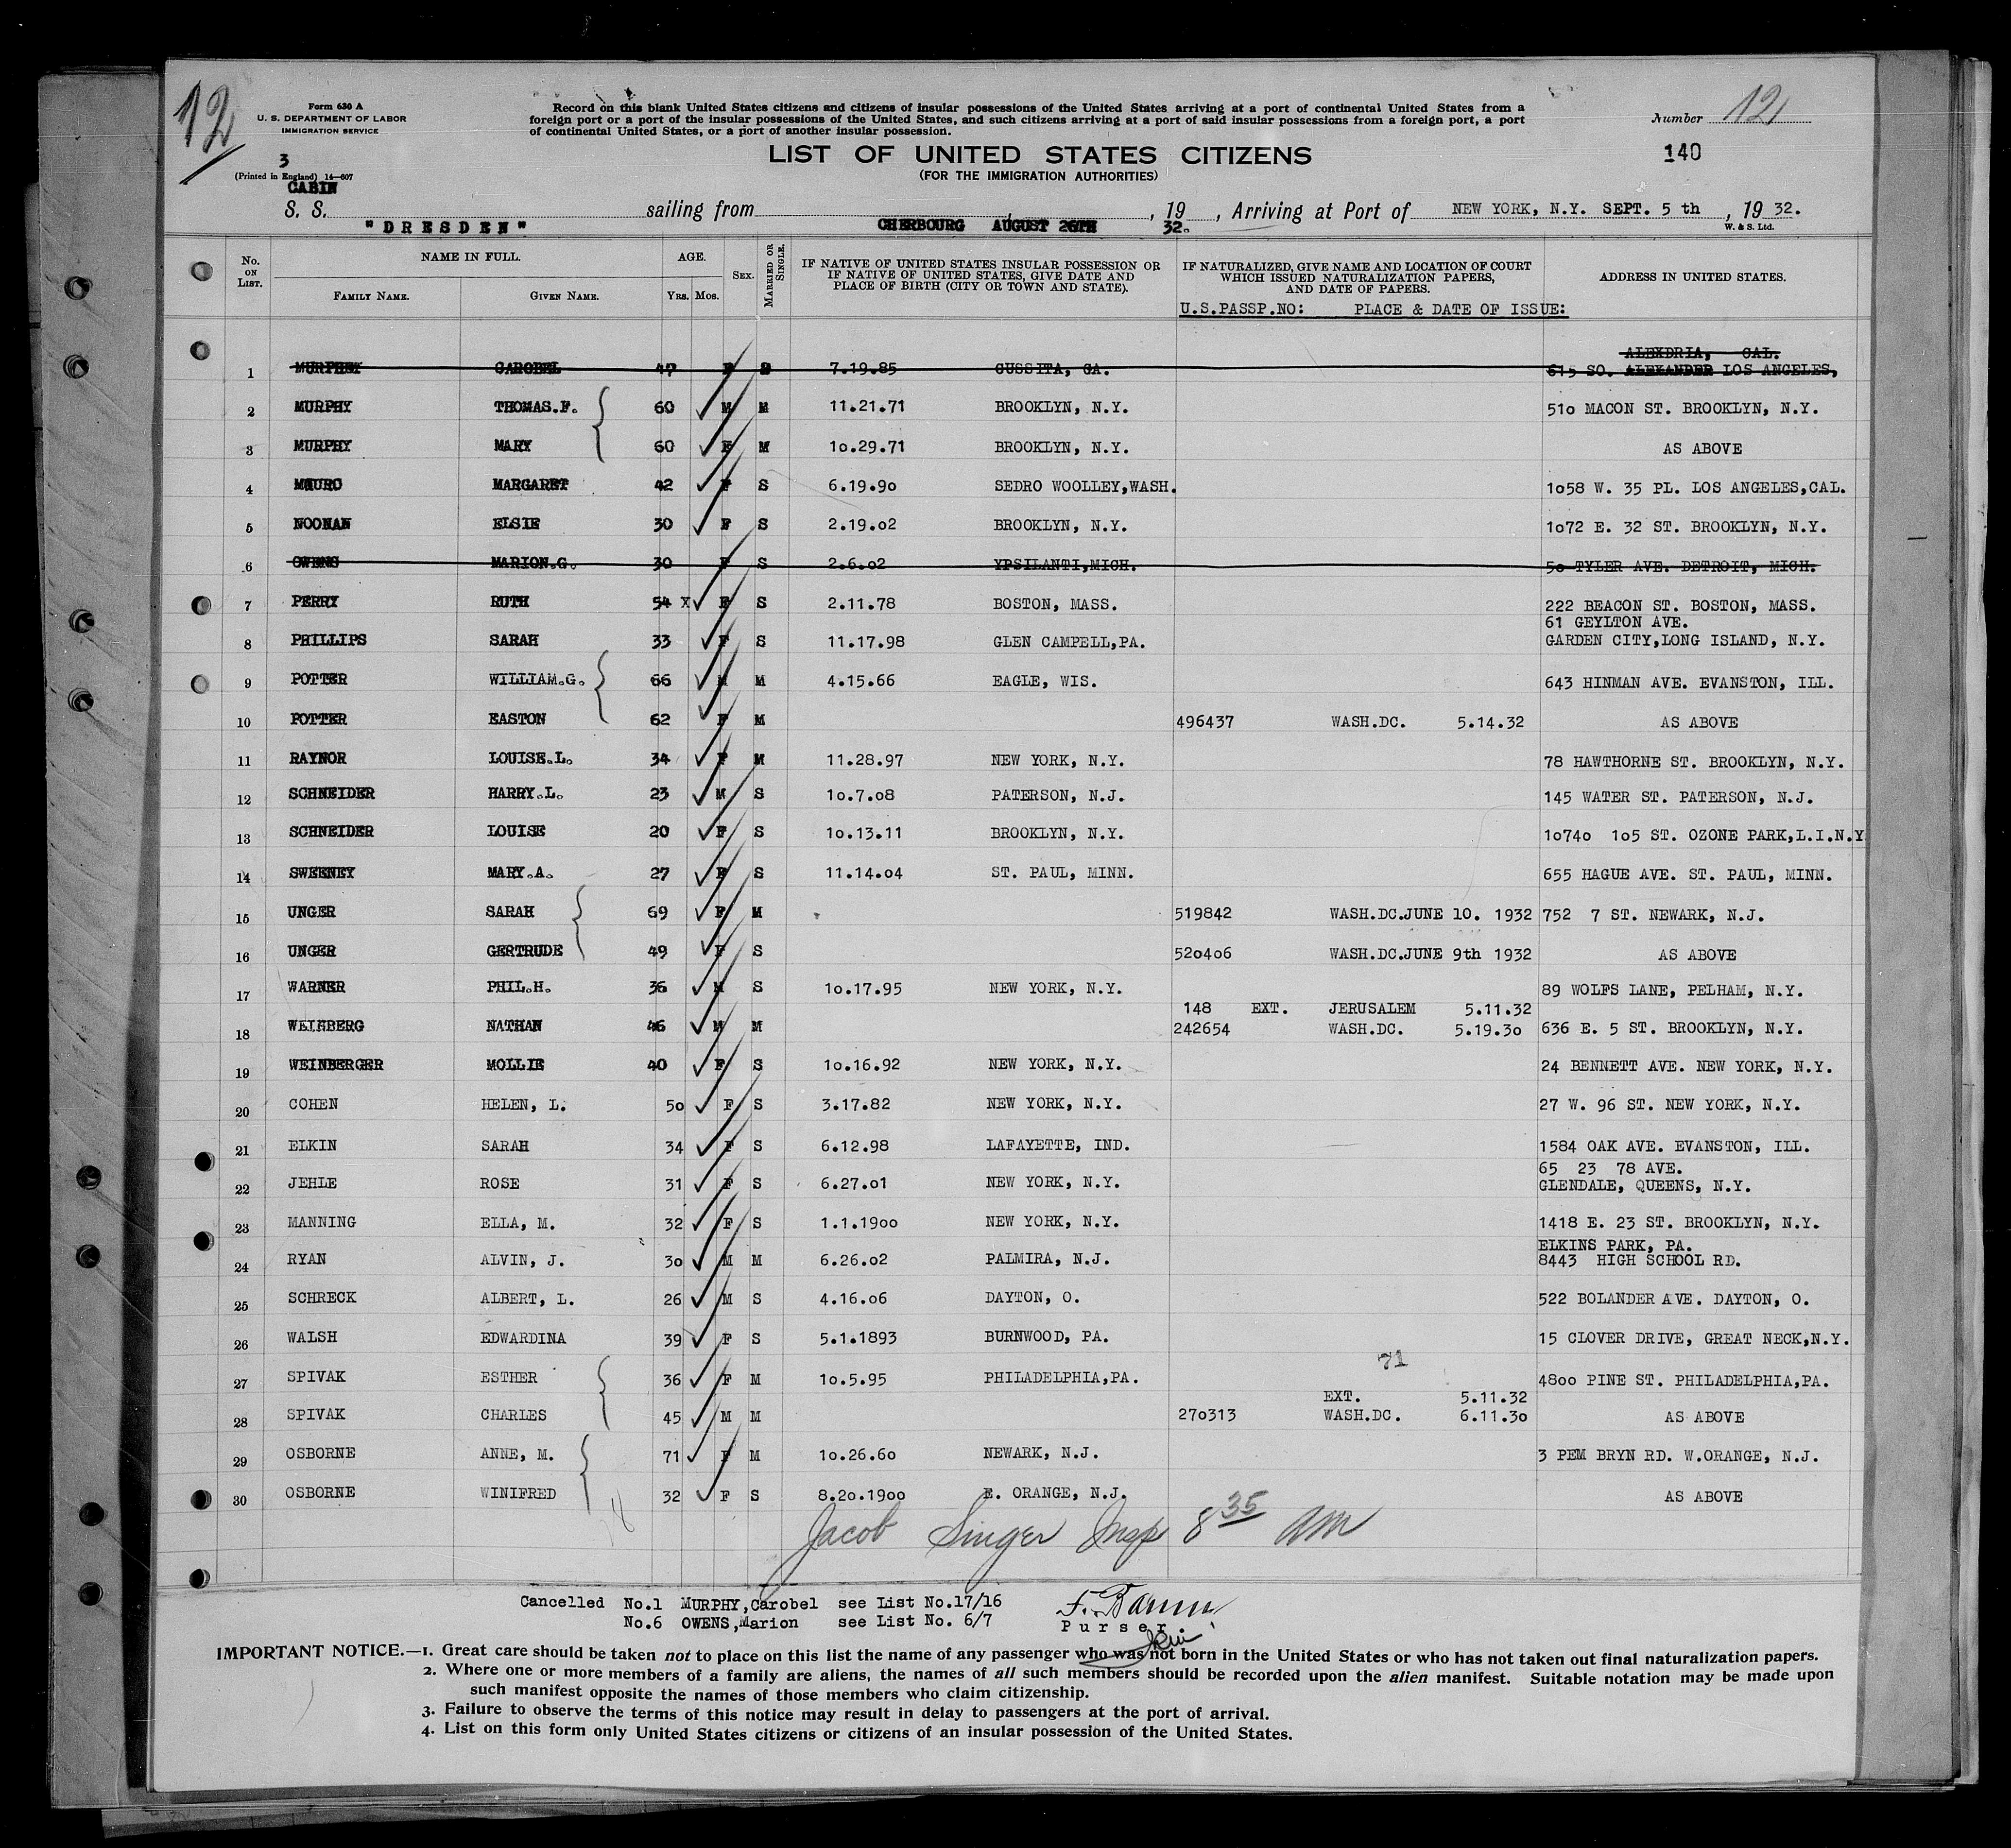 12
Form 630 A
U. S. DEPARTMENT OF LABOR
IMMIGRATION SERVICE
3
(Printed in England) 14—607
CABIN
Record on this blank United States citizens and citizens of insular possessions of the United States arriving at a port of continental United States from a
foreign port or a port of the insular possessions of the United States, and such citizens arriving at a port of said insular possessions from a foreign port, a port
of continental United States, or a port of another insular possession.
Number 12
140
LIST OF UNITED STATES CITIZENS
(FOR THE IMMIGRATION AUTHORITIES)
S. S. "DRESDEN" sailing from CHERBOURG AUGUST 26TH, 19 32., Arriving at Port of NEW YORK, N.Y. SEPT. 5 th, 19 32.
W. & S. Ltd.
No. ON LIST. NAME IN FULL. FAMILY NAME. GIVEN NAME. AGE. Yrs. Mos. SEX. MARRIED OR SINGLE.
IF NATIVE OF UNITED STATES INSULAR POSSESSION OR
IF NATIVE OF UNITED STATES, GIVE DATE AND
PLACE OF BIRTH (CITY OR TOWN AND STATE).
IF NATURALIZED, GIVE NAME AND LOCATION OF COURT
WHICH ISSUED NATURALIZATION PAPERS,
AND DATE OF PAPERS.
U.S.PASSP.NO: PLACE & DATE OF ISSUE:
ADDRESS IN UNITED STATES.
ALEXDRIA, CAL.
1 MURPHEY CAROBEL 47 F S 7.19.85 CUSSITA, GA. 615 SO. ALEXANDER LOS ANGELES,
2 MURPHY THOMAS.F. 60 M M 11.21.71 BROOKLYN, N.Y. 510 MACON ST. BROOKLYN, N.Y.
3 MURPHY MARY 60 F M 10.29.71 BROOKLYN, N.Y. AS ABOVE
4 MAURO MARGARET 42 F S 6.19.90 SEDRO WOOLLEY,WASH. 1058 W. 35 PL. LOS ANGELES,CAL.
5 NOONAN ELSIE 30 F S 2.19.02 BROOKLYN, N.Y. 1072 E. 32 ST. BROOKLYN, N.Y.
6 OWENS MARION.G. 30 F S 2.6.02 YPSILANTI,MICH. 50 TYLER AVE. DETROIT, MICH.
7 PERRY RUTH 54 X F S 2.11.78 BOSTON, MASS. 222 BEACON ST. BOSTON, MASS.
61 GEYLTON AVE.
8 PHILLIPS SARAH 33 F S 11.17.98 GLEN CAMPELL,PA. GARDEN CITY,LONG ISLAND, N.Y.
9 POTTER WILLIAM.G. 66 M M 4.15.66 EAGLE, WIS. 643 HINMAN AVE. EVANSTON, ILL.
10 POTTER EASTON 62 F M 496437 WASH.DC. 5.14.32 AS ABOVE
11 RAYNOR LOUISE.L. 34 F M 11.28.97 NEW YORK, N.Y. 78 HAWTHORNE ST. BROOKLYN, N.Y.
12 SCHNEIDER HARRY.L. 23 M S 10.7.08 PATERSON, N.J. 145 WATER ST. PATERSON, N.J.
13 SCHNEIDER LOUISE 20 F S 10.13.11 BROOKLYN, N.Y. 10740 105 ST. OZONE PARK,L.I.N.Y
14 SWEENEY MARY.A. 27 F S 11.14.04 ST. PAUL, MINN. 655 HAGUE AVE. ST. PAUL, MINN.
15 UNGER SARAH 69 F M 519842 WASH.DC.JUNE 10. 1932 752 7 ST. NEWARK, N.J.
16 UNGER GERTRUDE 49 F S 520406 WASH.DC.JUNE 9th 1932 AS ABOVE
17 WARNER PHIL.H. 36 M S 10.17.95 NEW YORK, N.Y. 89 WOLFS LANE, PELHAM, N.Y.
148 EXT. JERUSALEM 5.11.32
18 WEINBERG NATHAN 46 M M 242654 WASH.DC. 5.19.30 636 E. 5 ST. BROOKLYN, N.Y.
19 WEINBERGER MOLLIE 40 F S 10.16.92 NEW YORK, N.Y. 24 BENNETT AVE. NEW YORK, N.Y.
20 COHEN HELEN, L. 50 F S 3.17.82 NEW YORK, N.Y. 27 W. 96 ST. NEW YORK, N.Y.
21 ELKIN SARAH 34 F S 6.12.98 LAFAYETTE, IND. 1584 OAK AVE. EVANSTON, ILL.
65 23 78 AVE.
22 JEHLE ROSE 31 F S 6.27.01 NEW YORK, N.Y. GLENDALE, QUEENS, N.Y.
23 MANNING ELLA, M. 32 F S 1.1.1900 NEW YORK, N.Y. 1418 E. 23 ST. BROOKLYN, N.Y.
ELKINS PARK, PA.
24 RYAN ALVIN, J. 30 M M 6.26.02 PALMIRA, N.J. 8443 HIGH SCHOOL RD.
25 SCHRECK ALBERT, L. 26 M S 4.16.06 DAYTON, O. 522 BOLANDER AVE. DAYTON, O.
26 WALSH EDWARDINA 39 F S 5.1.1893 BURNWOOD, PA. 15 CLOVER DRIVE, GREAT NECK,N.Y.
71
27 SPIVAK ESTHER 36 F M 10.5.95 PHILADELPHIA,PA. 4800 PINE ST. PHILADELPHIA,PA.
EXT. 5.11.32
28 SPIVAK CHARLES 45 M M 270313 WASH.DC. 6.11.30 AS ABOVE
29 OSBORNE ANNE, M. 71 F M 10.26.60 NEWARK, N.J. 3 PEM BRYN RD. W.ORANGE, N.J.
30 OSBORNE WINIFRED 32 F S 8.20.1900 E. ORANGE, N.J. AS ABOVE
Jacob Singer Insp 8 35 AM
Cancelled No.1 MURPHY,Carobel see List No.17/16
No.6 OWENS,Marion see List No. 6/7
Purser
IMPORTANT NOTICE.—1. Great care should be taken not to place on this list the name of any passenger who was not born in the United States or who has not taken out final naturalization papers.
2. Where one or more members of a family are aliens, the names of all such members should be recorded upon the alien manifest. Suitable notation may be made upon
such manifest opposite the names of those members who claim citizenship.
3. Failure to observe the terms of this notice may result in delay to passengers at the port of arrival.
4. List on this form only United States citizens or citizens of an insular possession of the United States.